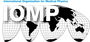 International Organization for Medical Physics
IOMP